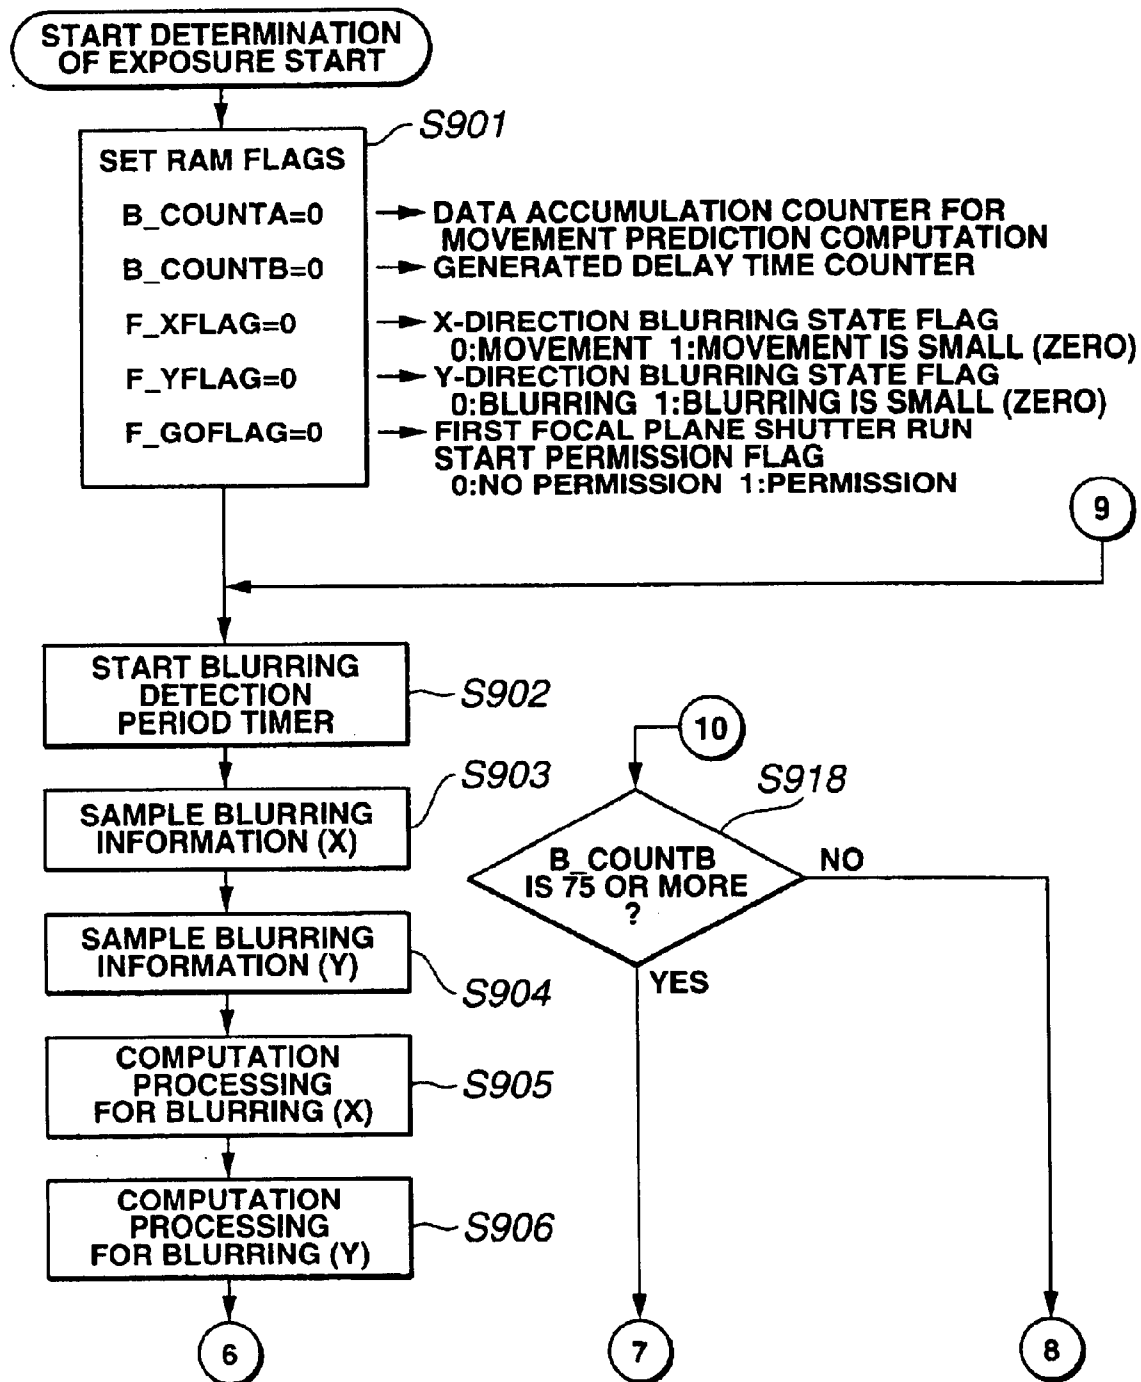 START DETERMINATION
OF EXPOSURE START
S901
SET RAM FLAGS
B_COUNTA=0
DATA ACCUMULATION COUNTER FOR
MOVEMENT PREDICTION COMPUTATION
B_COUNTB=0
GENERATED DELAY TIME COUNTER
F_XFLAG=0
X-DIRECTION BLURRING STATE FLAG
0:MOVEMENT 1:MOVEMENT IS SMALL (ZERO)
F_YFLAG=0
Y-DIRECTION BLURRING STATE FLAG
0:BLURRING 1:BLURRING IS SMALL (ZERO)
F_GOFLAG=0
FIRST FOCAL PLANE SHUTTER RUN
START PERMISSION FLAG
0:NO PERMISSION 1:PERMISSION
9
START BLURRING
DETECTION
PERIOD TIMER
S902
SAMPLE BLURRING
INFORMATION (X)
S903
SAMPLE BLURRING
INFORMATION (Y)
S904
COMPUTATION
PROCESSING
FOR BLURRING (X)
S905
COMPUTATION
PROCESSING
FOR BLURRING (Y)
S906
6
10
S918
B_COUNTB
IS 75 OR MORE
?
NO
YES
7
8